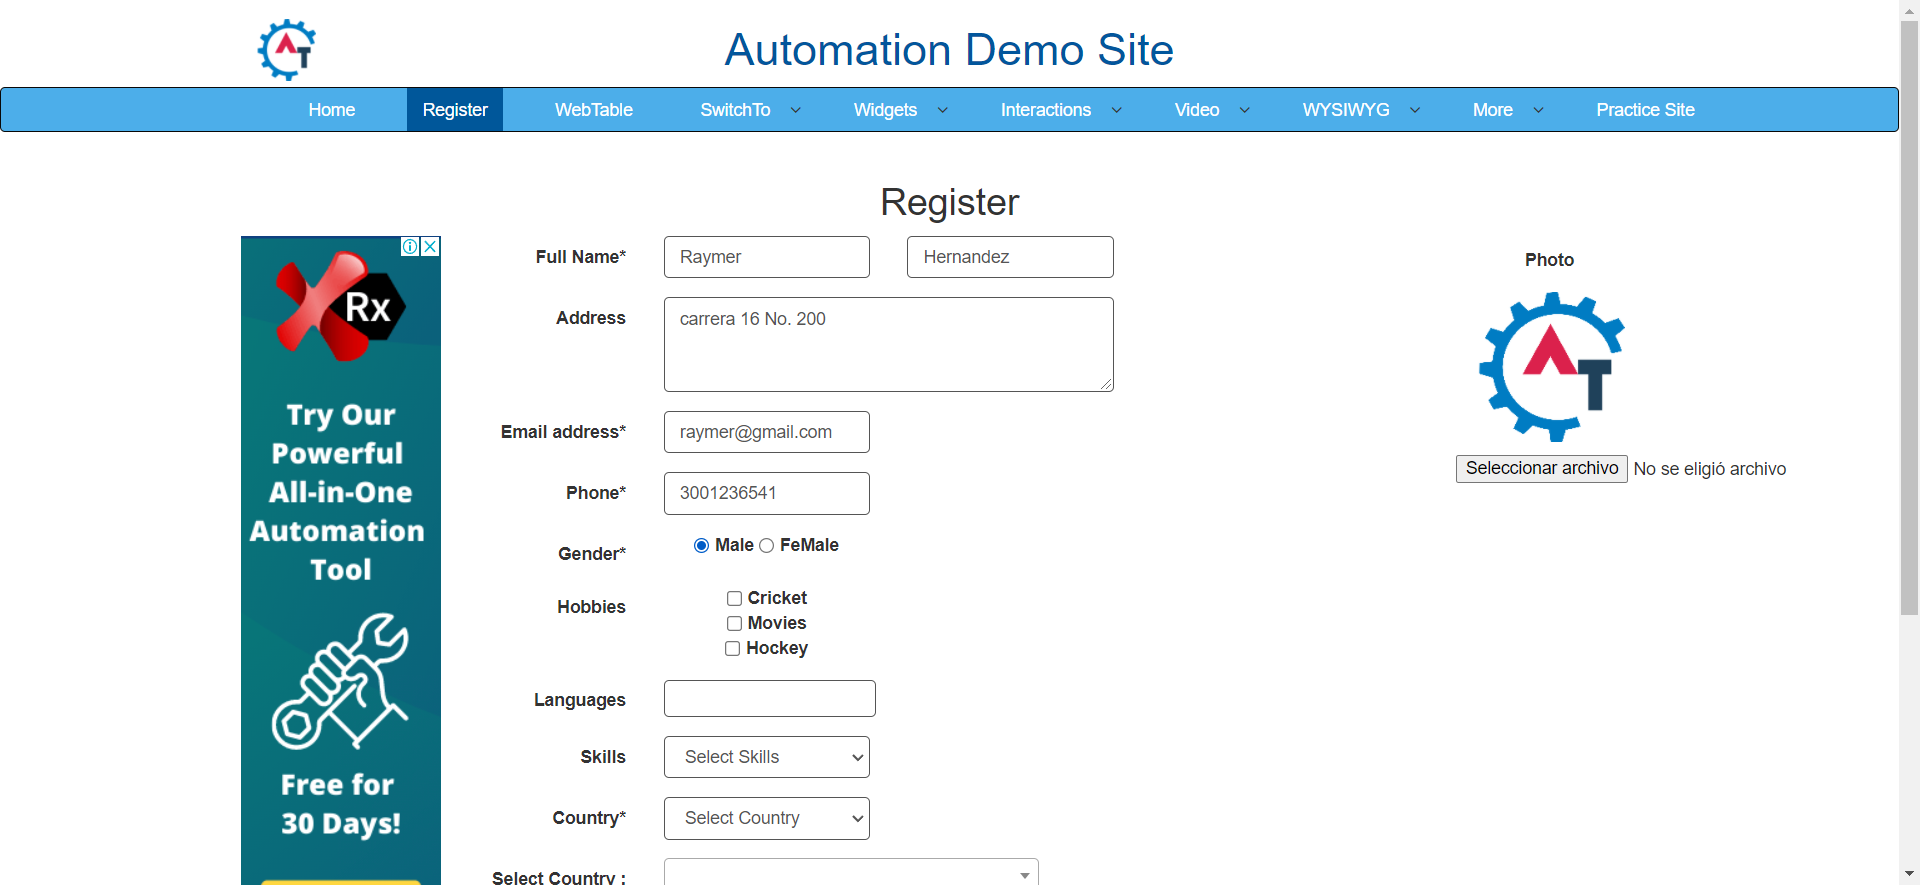 AT
Automation Demo Site
Home Register WebTable SwitchTo Widgets Interactions Video WYSIWYG More Practice Site
Register
Rx
Try Our
Powerful
All-in-One
Automation
Tool
Free for
30 Days!
Full Name* Raymer Hernandez
Address carrera 16 No. 200
Email address* raymer@gmail.com
Phone* 3001236541
Gender* Male FeMale
Hobbies Cricket
Movies
Hockey
Languages
Skills Select Skills
Country* Select Country
Select Country :
Photo
AT
Seleccionar archivo No se eligió archivo